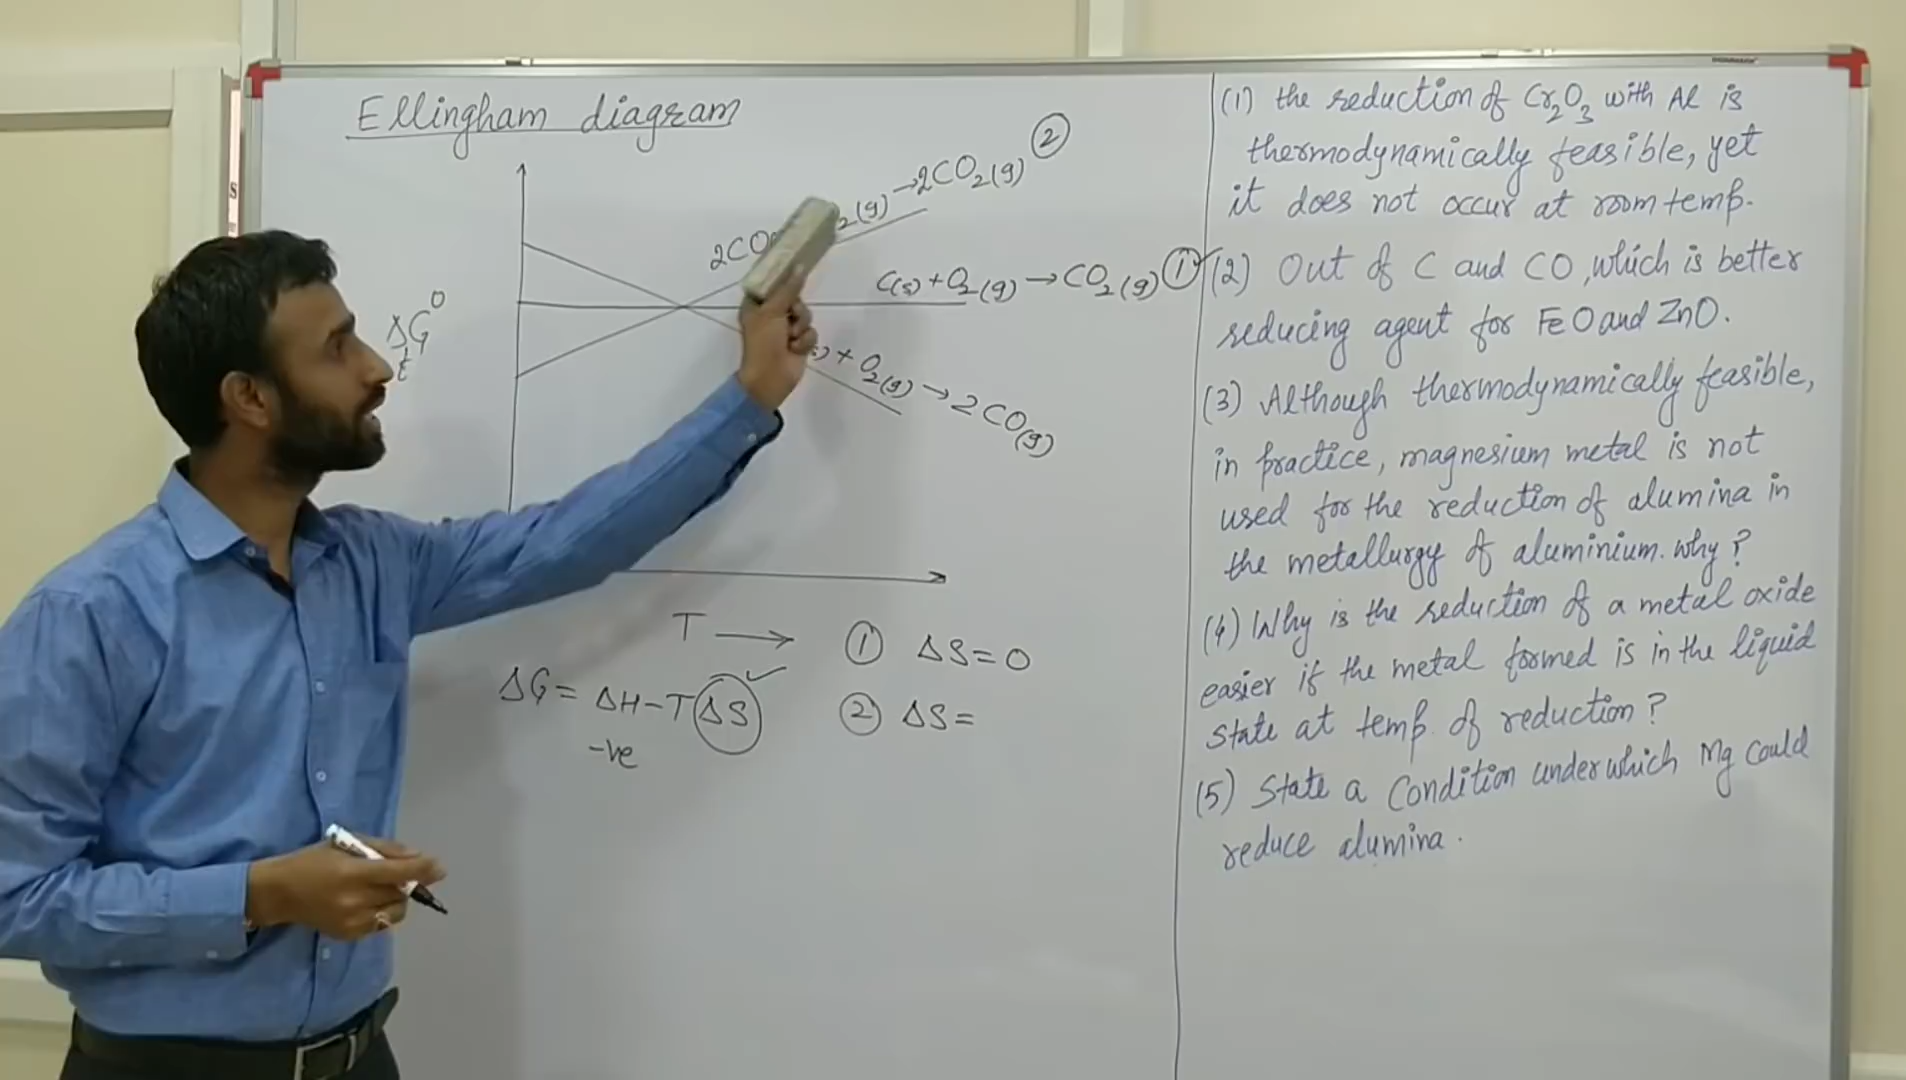 Ellingham diagram
2CO 2(g) →2CO2(g) ②
C(s)+O2(g) →CO2(g) ①
+ O2(g) → 2CO(g)
ΔG°
T →
ΔG = ΔH-TΔS ✓
-ve
① ΔS=0
② ΔS=
(1) the reduction of Cr2O3 with Al is
thermodynamically feasible, yet
it does not occur at room temp.
(2) Out of C and CO, which is better
reducing agent for FeO and ZnO.
(3) Although thermodynamically feasible,
in practice, magnesium metal is not
used for the reduction of alumina in
the metallurgy of aluminium. why?
(4) Why is the reduction of a metal oxide
easier if the metal formed is in the liquid
state at temp. of reduction?
(5) State a Condition under which Mg could
reduce alumina.